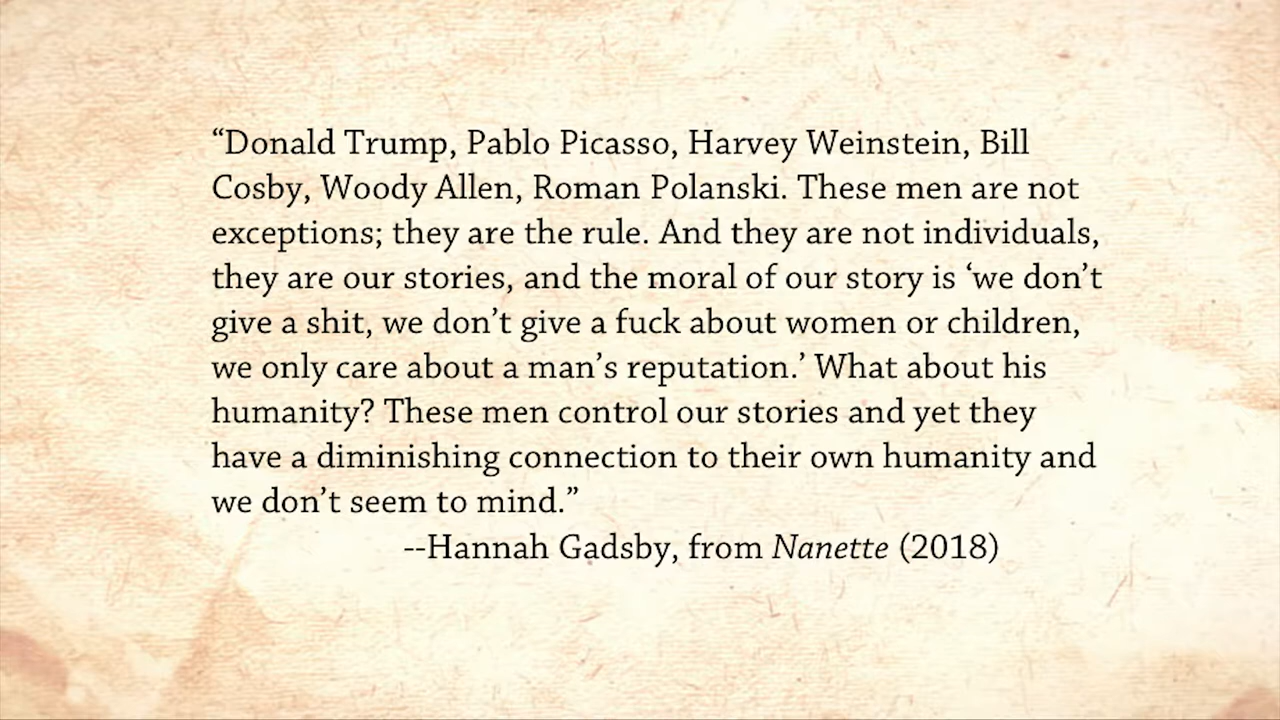 “Donald Trump, Pablo Picasso, Harvey Weinstein, Bill
Cosby, Woody Allen, Roman Polanski. These men are not
exceptions; they are the rule. And they are not individuals,
they are our stories, and the moral of our story is ‘we don’t
give a shit, we don’t give a fuck about women or children,
we only care about a man’s reputation.’ What about his
humanity? These men control our stories and yet they
have a diminishing connection to their own humanity and
we don’t seem to mind.”
--Hannah Gadsby, from Nanette (2018)